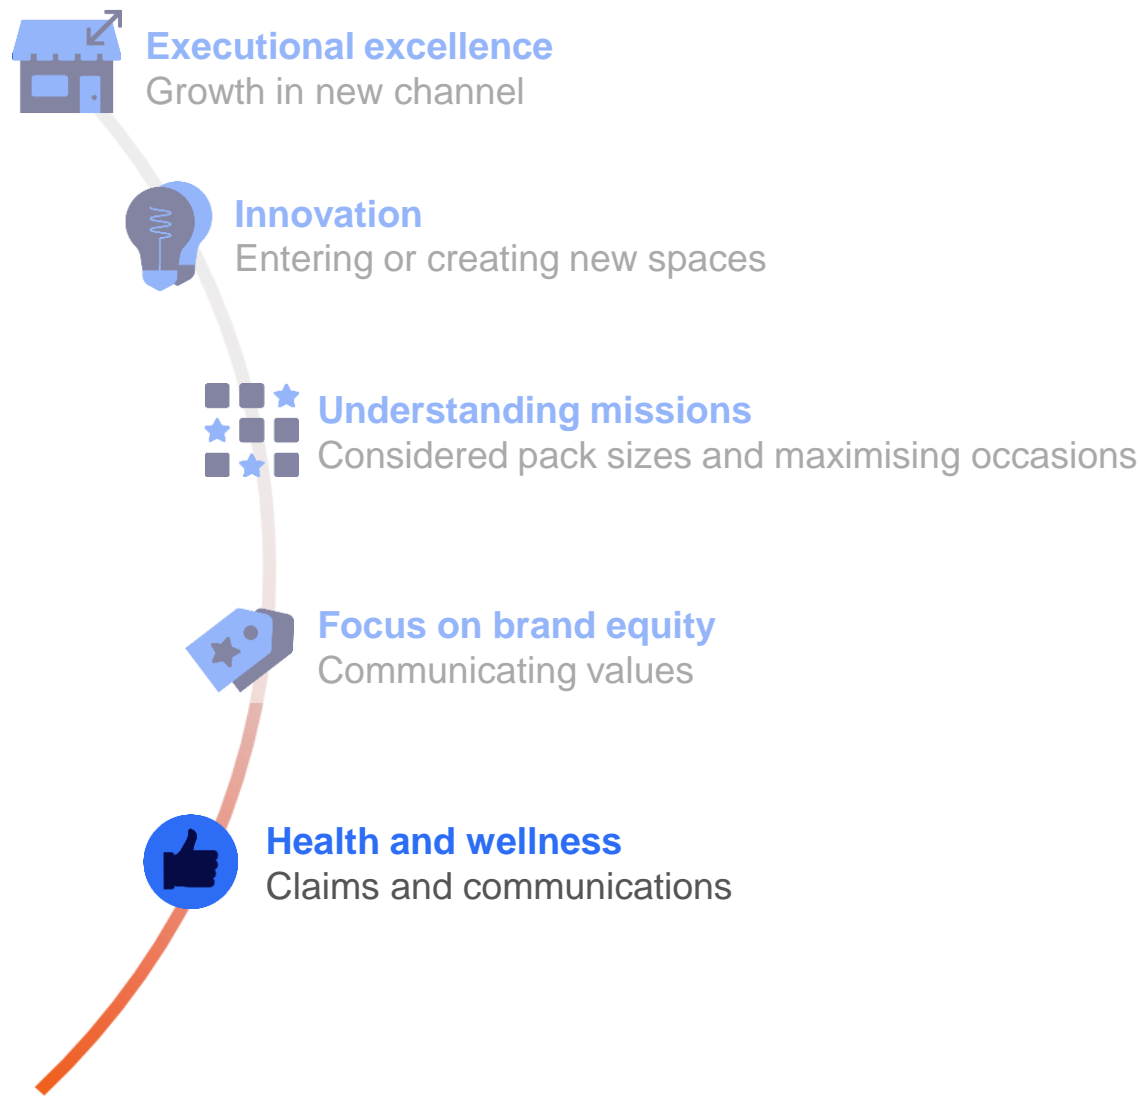 Executional excellence
Growth in new channel
Innovation
Entering or creating new spaces
Understanding missions
Considered pack sizes and maximising occasions
Focus on brand equity
Communicating values
Health and wellness
Claims and communications